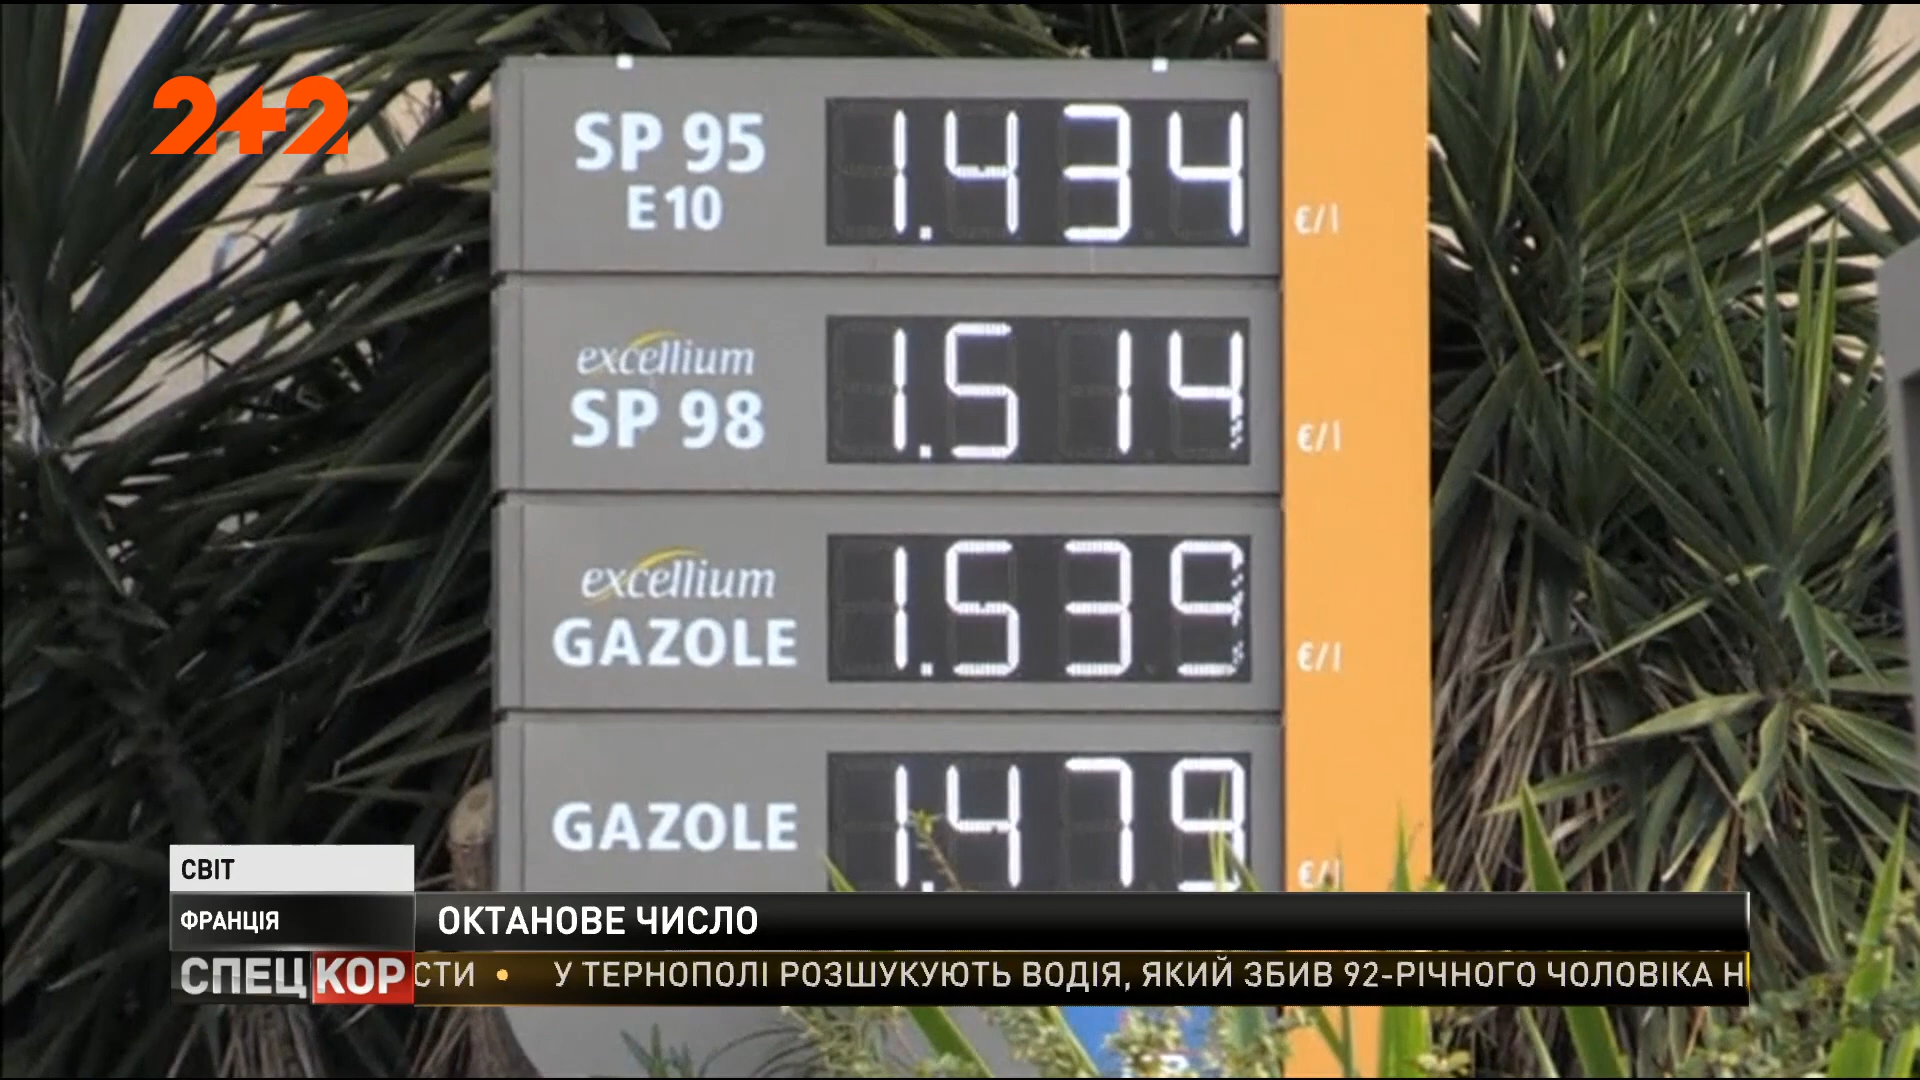 2+2
SP 95
E10
1.434
€/l
excellium
SP 98
1.514
€/l
excellium
GAZOLE
1.539
€/l
GAZOLE
1.479
€/l
СВІТ
ФРАНЦІЯ
ОКТАНОВЕ ЧИСЛО
СПЕЦКОР
СТИ • У ТЕРНОПОЛІ РОЗШУКУЮТЬ ВОДІЯ, ЯКИЙ ЗБИВ 92-РІЧНОГО ЧОЛОВІКА Н